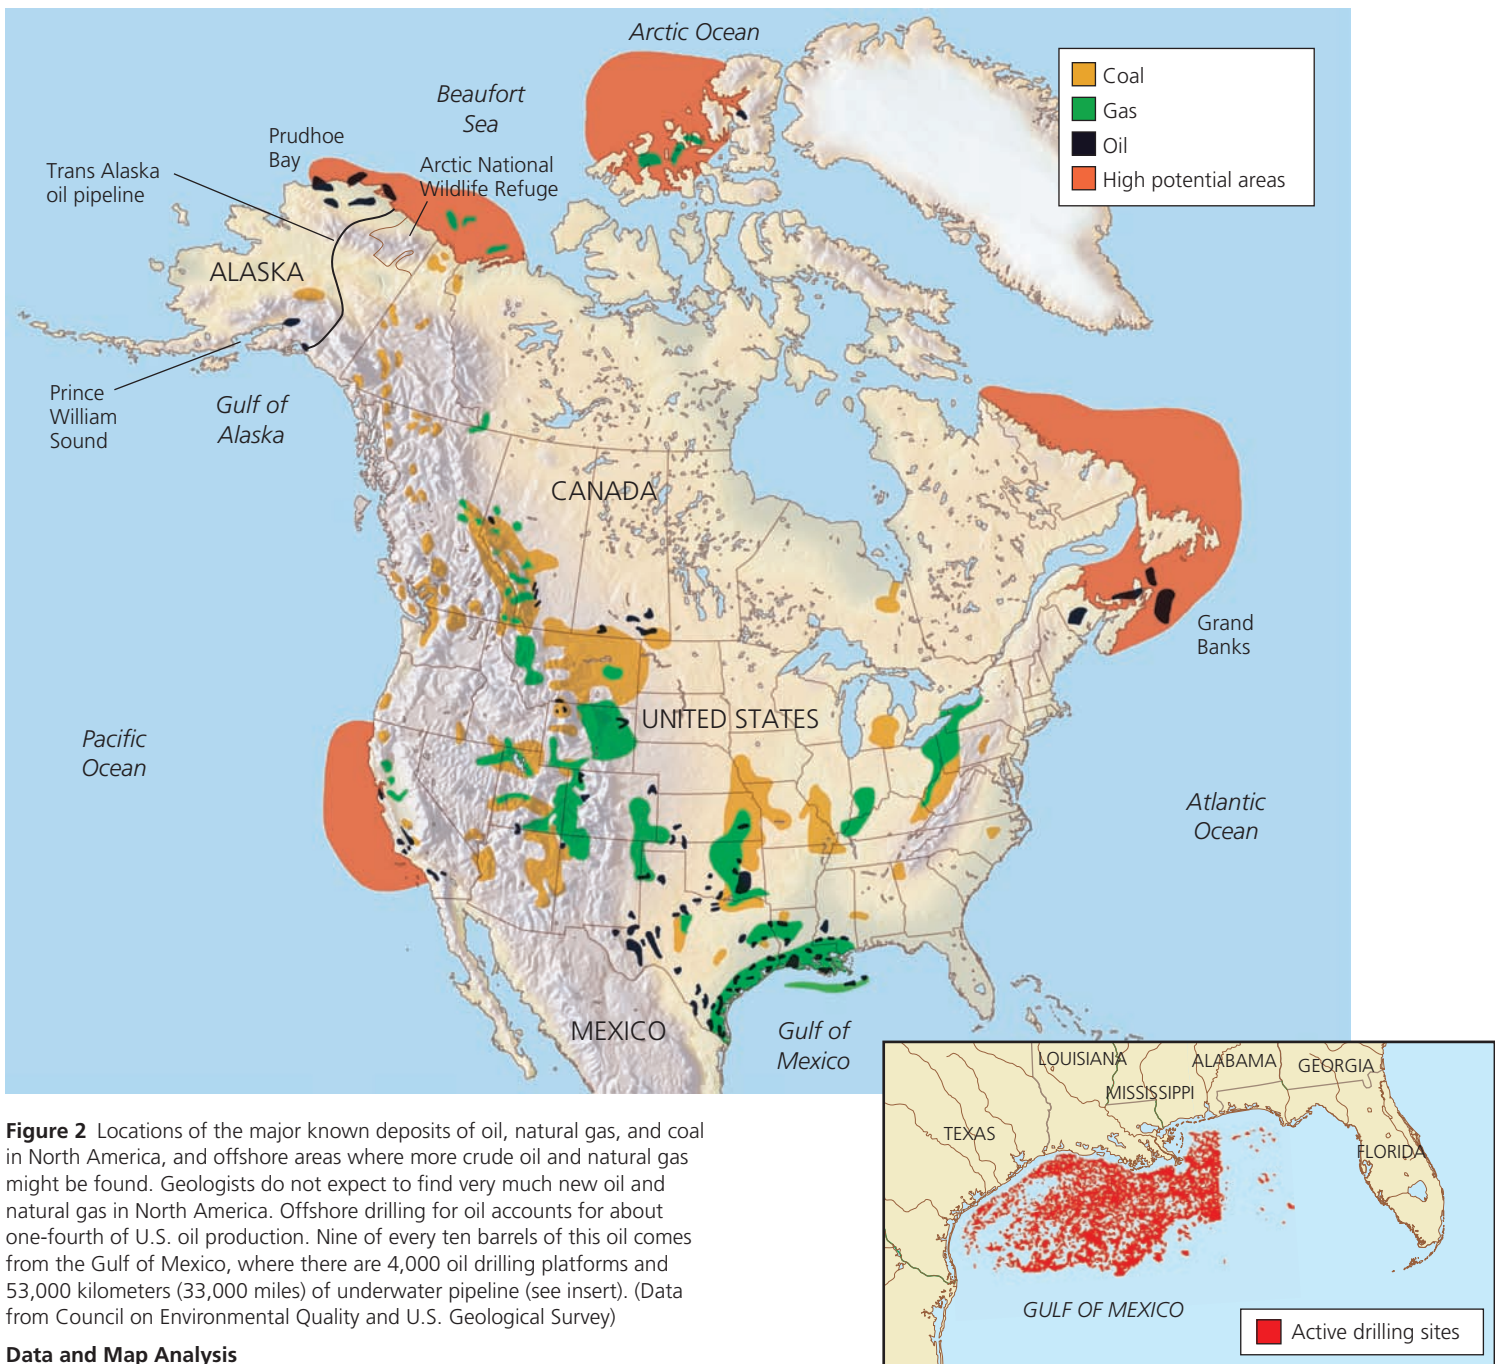 Arctic Ocean
Coal
Gas
Oil
High potential areas
Beaufort
Sea
Prudhoe
Bay
Trans Alaska
oil pipeline
Arctic National
Wildlife Refuge
ALASKA
Prince
William
Sound
Gulf of
Alaska
CANADA
Grand
Banks
Pacific
Ocean
UNITED STATES
Atlantic
Ocean
MEXICO
Gulf of
Mexico
LOUISIANA
ALABAMA
GEORGIA
MISSISSIPPI
TEXAS
FLORIDA
GULF OF MEXICO
Active drilling sites
Figure 2 Locations of the major known deposits of oil, natural gas, and coal
in North America, and offshore areas where more crude oil and natural gas
might be found. Geologists do not expect to find very much new oil and
natural gas in North America. Offshore drilling for oil accounts for about
one-fourth of U.S. oil production. Nine of every ten barrels of this oil comes
from the Gulf of Mexico, where there are 4,000 oil drilling platforms and
53,000 kilometers (33,000 miles) of underwater pipeline (see insert). (Data
from Council on Environmental Quality and U.S. Geological Survey)
Data and Map Analysis